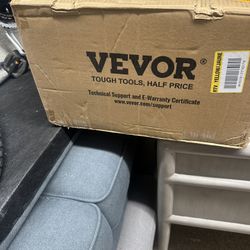 VEVOR®
TOUGH TOOLS, HALF PRICE
Technical Support and E-Warranty Certificate
www.vevor.com/support